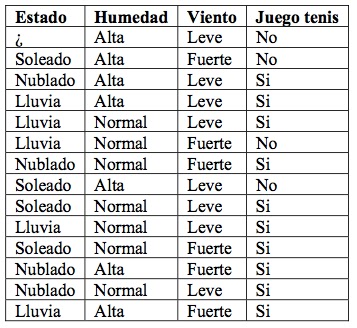 Estado Humedad Viento Juego tenis
¿ Alta Leve No
Soleado Alta Fuerte No
Nublado Alta Leve Si
Lluvia Alta Leve Si
Lluvia Normal Leve Si
Lluvia Normal Fuerte No
Nublado Normal Fuerte Si
Soleado Alta Leve No
Soleado Normal Leve Si
Lluvia Normal Leve Si
Soleado Normal Fuerte Si
Nublado Alta Fuerte Si
Nublado Normal Leve Si
Lluvia Alta Fuerte Si